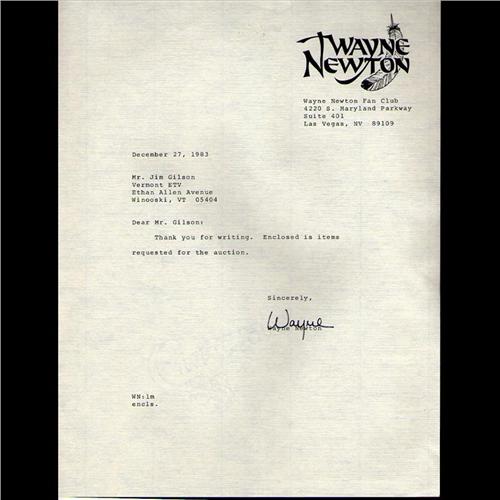 WAYNE
NEWTON
Wayne Newton Fan Club
4220 S. Maryland Parkway
Suite 401
Las Vegas, NV 89109
December 27, 1983
Mr. Jim Gilson
Vermont ETV
Ethan Allen Avenue
Winooski, VT 05404
Dear Mr. Gilson:
Thank you for writing. Enclosed is items
requested for the auction.
Sincerely,
Wayne
Wayne Newton
WN:lm
encls.